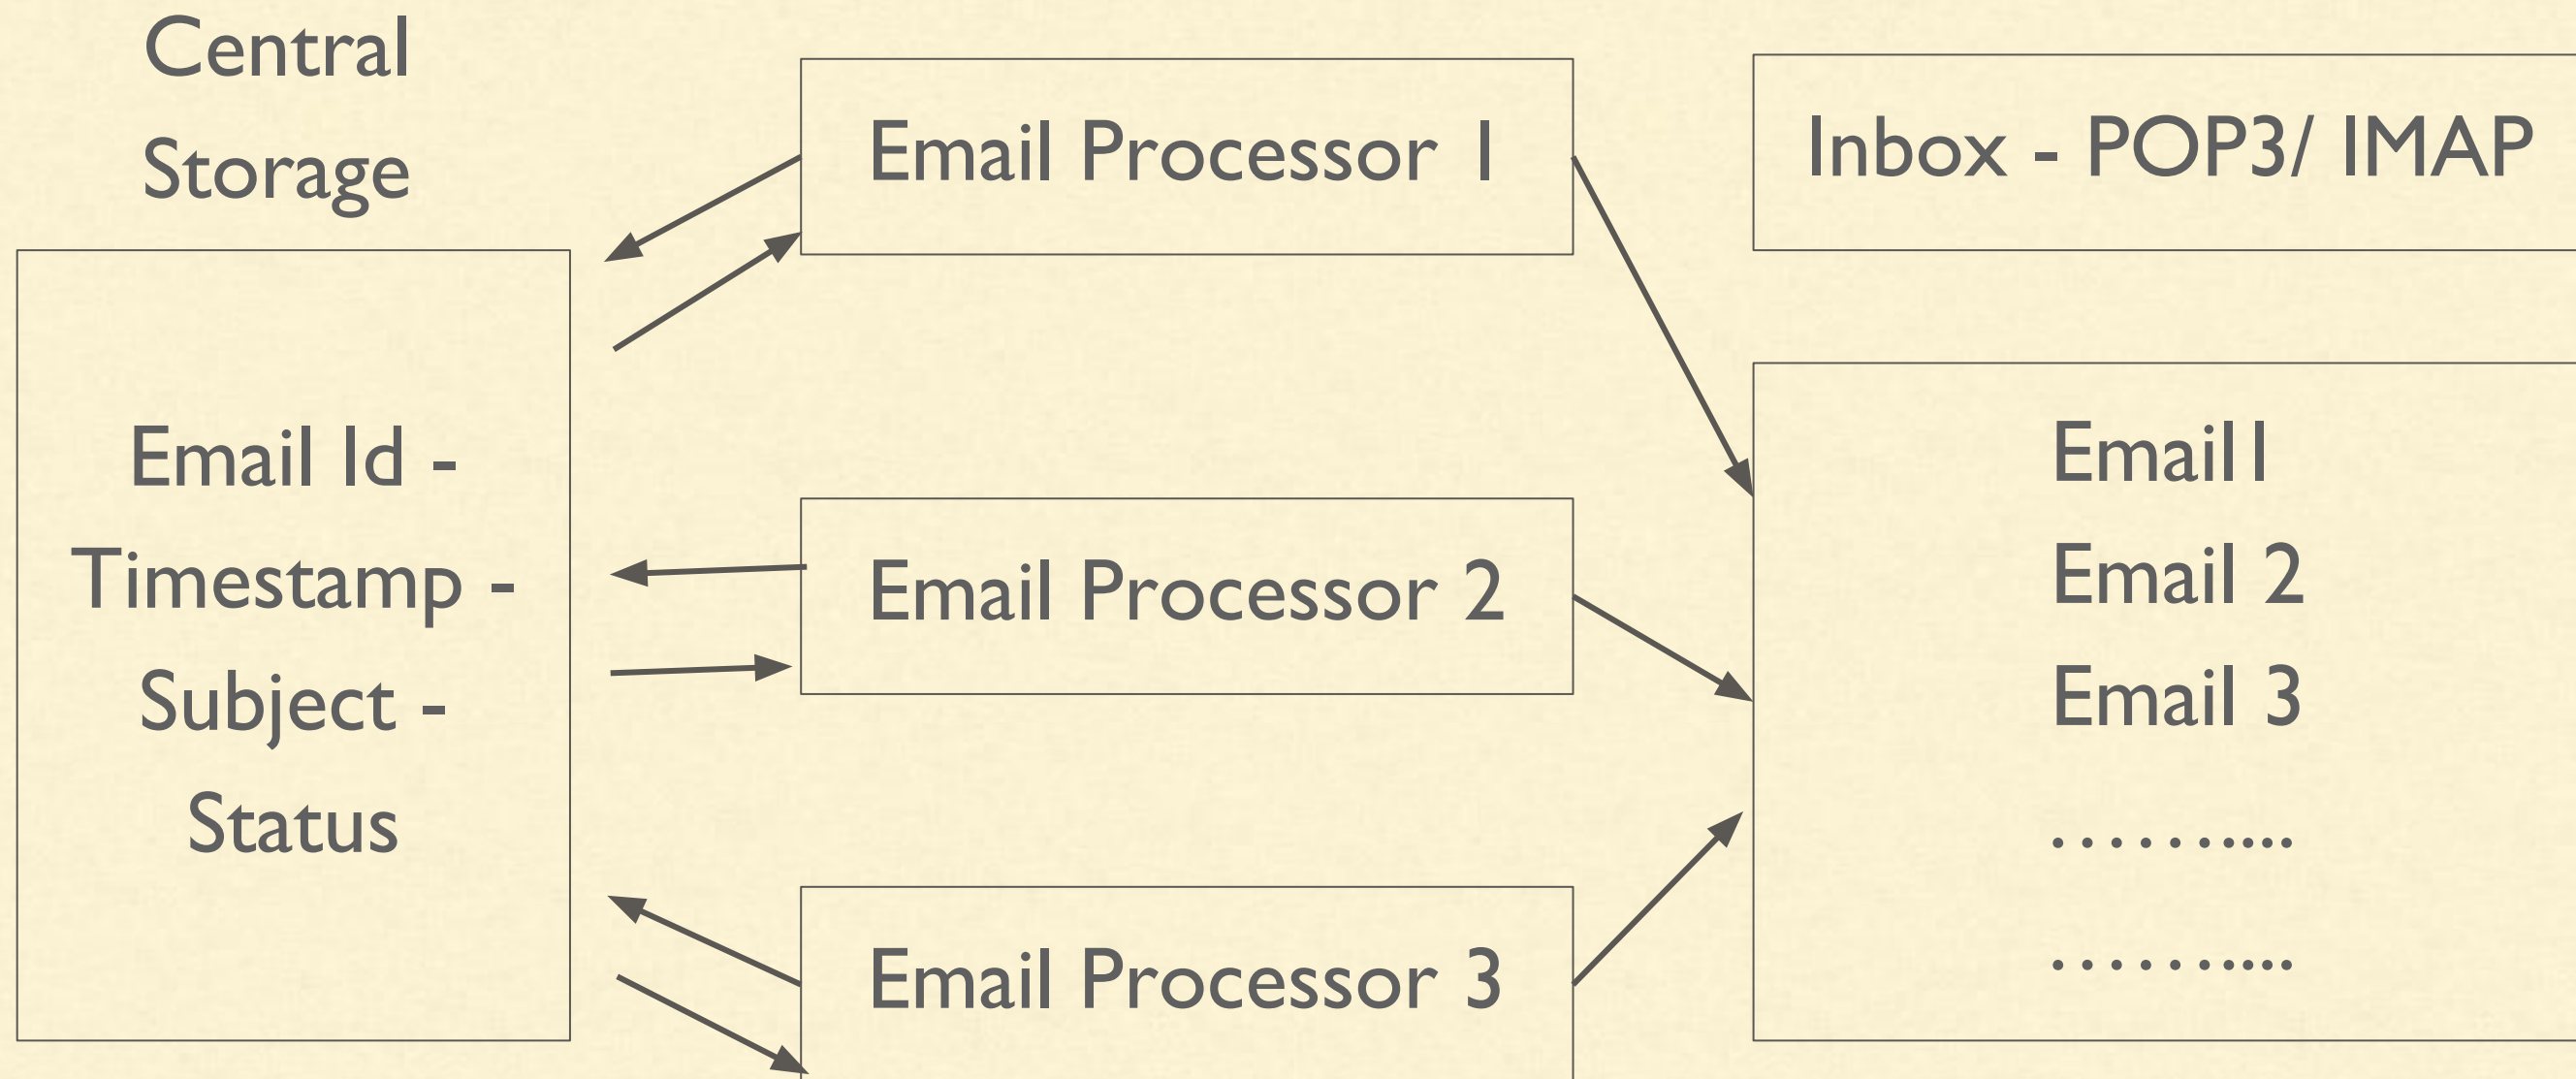 Central
Storage
Email Id -
Timestamp -
Subject -
Status
Email Processor 1
Email Processor 2
Email Processor 3
Inbox - POP3/ IMAP
Email1
Email 2
Email 3
……....
……....